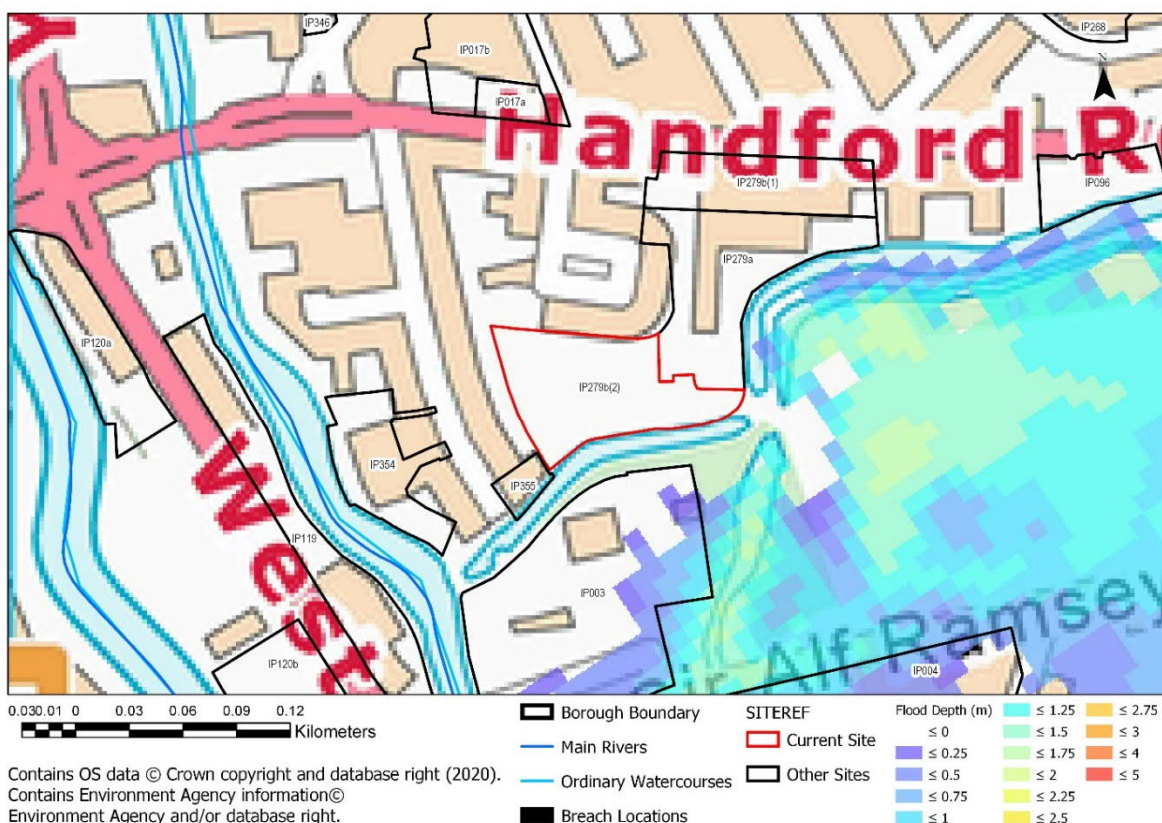 IP346
IP017b
IP268
N
IP017a
Handford R
IP279b(1)
IP096
IP279a
IP120a
IP279b(2)
IP354
IP355
IP119
West
IP003
Sir Alf Ramsey
IP120b
IP004
0.03 0.01 0 0.03 0.06 0.09 0.12
Kilometers
Contains OS data © Crown copyright and database right (2020).
Contains Environment Agency information©
Environment Agency and/or database right.
Borough Boundary
Main Rivers
Ordinary Watercourses
Breach Locations
SITEREF
Current Site
Other Sites
Flood Depth (m)
≤ 0
≤ 0.25
≤ 0.5
≤ 0.75
≤ 1
≤ 1.25
≤ 1.5
≤ 1.75
≤ 2
≤ 2.25
≤ 2.5
≤ 2.75
≤ 3
≤ 4
≤ 5